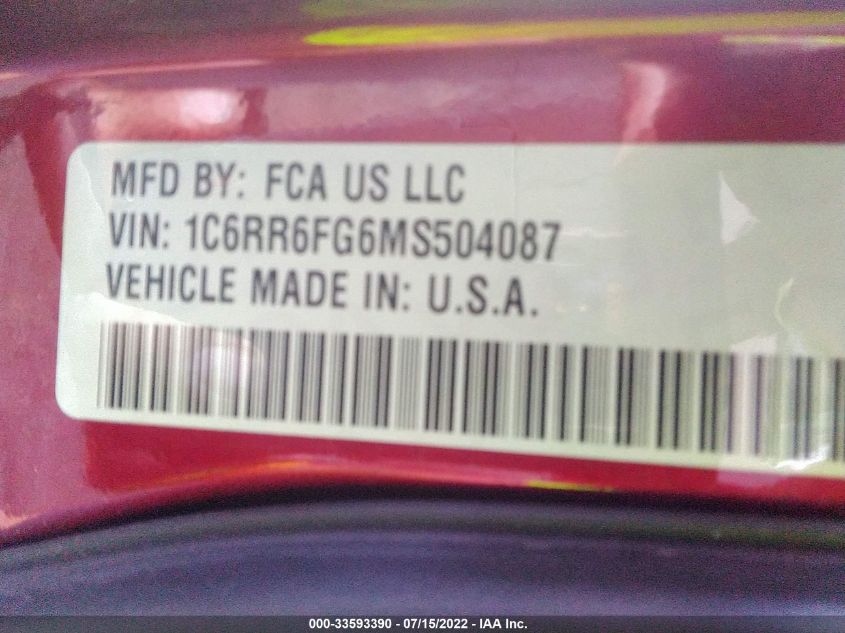 MFD BY: FCA US LLC
VIN: 1C6RR6FG6MS504087
VEHICLE MADE IN: U.S.A.
000-33593390 - 07/15/2022 - IAA Inc.